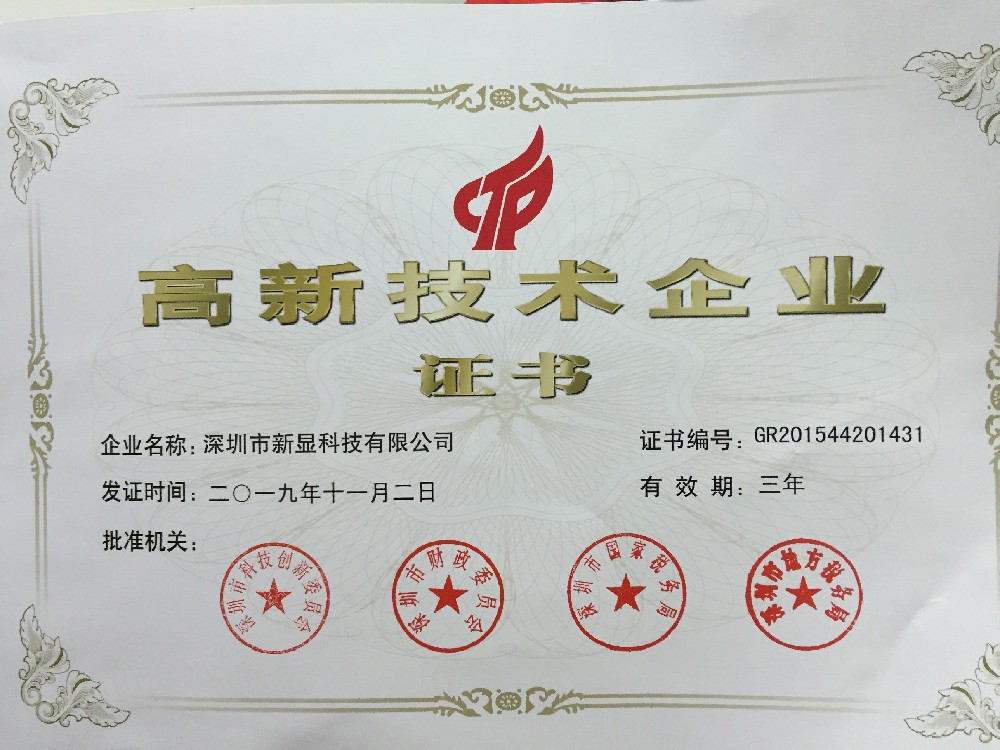 CTP
高新技术企业
证书
企业名称：深圳市新显科技有限公司
证书编号：GR201544201431
发证时间：二〇一九年十一月二日
有效期：三年
批准机关：
深圳市科技创新委员会
深圳市财政委员会
深圳市国家税务局
深圳市地方税务局